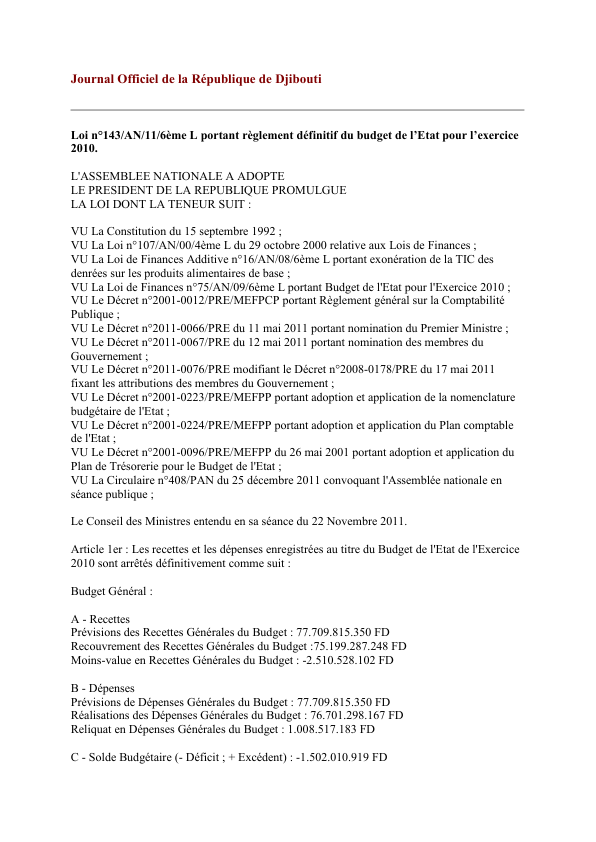 Journal Officiel de la République de Djibouti
Loi n°143/AN/11/6ème L portant règlement définitif du budget de l'Etat pour l'exercice
2010.
L'ASSEMBLEE NATIONALE A ADOPTE
LE PRESIDENT DE LA REPUBLIQUE PROMULGUE
LA LOI DONT LA TENEUR SUIT :
VU La Constitution du 15 septembre 1992 ;
VU La Loi n°107/AN/00/4ème L du 29 octobre 2000 relative aux Lois de Finances ;
VU La Loi de Finances Additive n°16/AN/08/6ème L portant exonération de la TIC des
denrées sur les produits alimentaires de base ;
VU La Loi de Finances n°75/AN/09/6ème L portant Budget de l'Etat pour l'Exercice 2010 ;
VU Le Décret n°2001-0012/PRE/MEFPCP portant Règlement général sur la Comptabilité
Publique ;
VU Le Décret n°2011-0066/PRE du 11 mai 2011 portant nomination du Premier Ministre ;
VU Le Décret n°2011-0067/PRE du 12 mai 2011 portant nomination des membres du
Gouvernement ;
VU Le Décret n°2011-0076/PRE modifiant le Décret n°2008-0178/PRE du 17 mai 2011
fixant les attributions des membres du Gouvernement ;
VU Le Décret n°2001-0223/PRE/MEFPP portant adoption et application de la nomenclature
budgétaire de l'Etat ;
VU Le Décret n°2001-0224/PRE/MEFPP portant adoption et application du Plan comptable
de l'Etat ;
VU Le Décret n°2001-0096/PRE/MEFPP du 26 mai 2001 portant adoption et application du
Plan de Trésorerie pour le Budget de l'Etat ;
VU La Circulaire n°408/PAN du 25 décembre 2011 convoquant l'Assemblée nationale en
séance publique ;
Le Conseil des Ministres entendu en sa séance du 22 Novembre 2011.
Article 1er : Les recettes et les dépenses enregistrées au titre du Budget de l'Etat de l'Exercice
2010 sont arrêtés définitivement comme suit :
Budget Général :
A - Recettes
Prévisions des Recettes Générales du Budget : 77.709.815.350 FD
Recouvrement des Recettes Générales du Budget :75.199.287.248 FD
Moins-value en Recettes Générales du Budget : -2.510.528.102 FD
B - Dépenses
Prévisions de Dépenses Générales du Budget : 77.709.815.350 FD
Réalisations des Dépenses Générales du Budget : 76.701.298.167 FD
Reliquat en Dépenses Générales du Budget : 1.008.517.183 FD
C - Solde Budgétaire (- Déficit ; + Excédent) : -1.502.010.919 FD